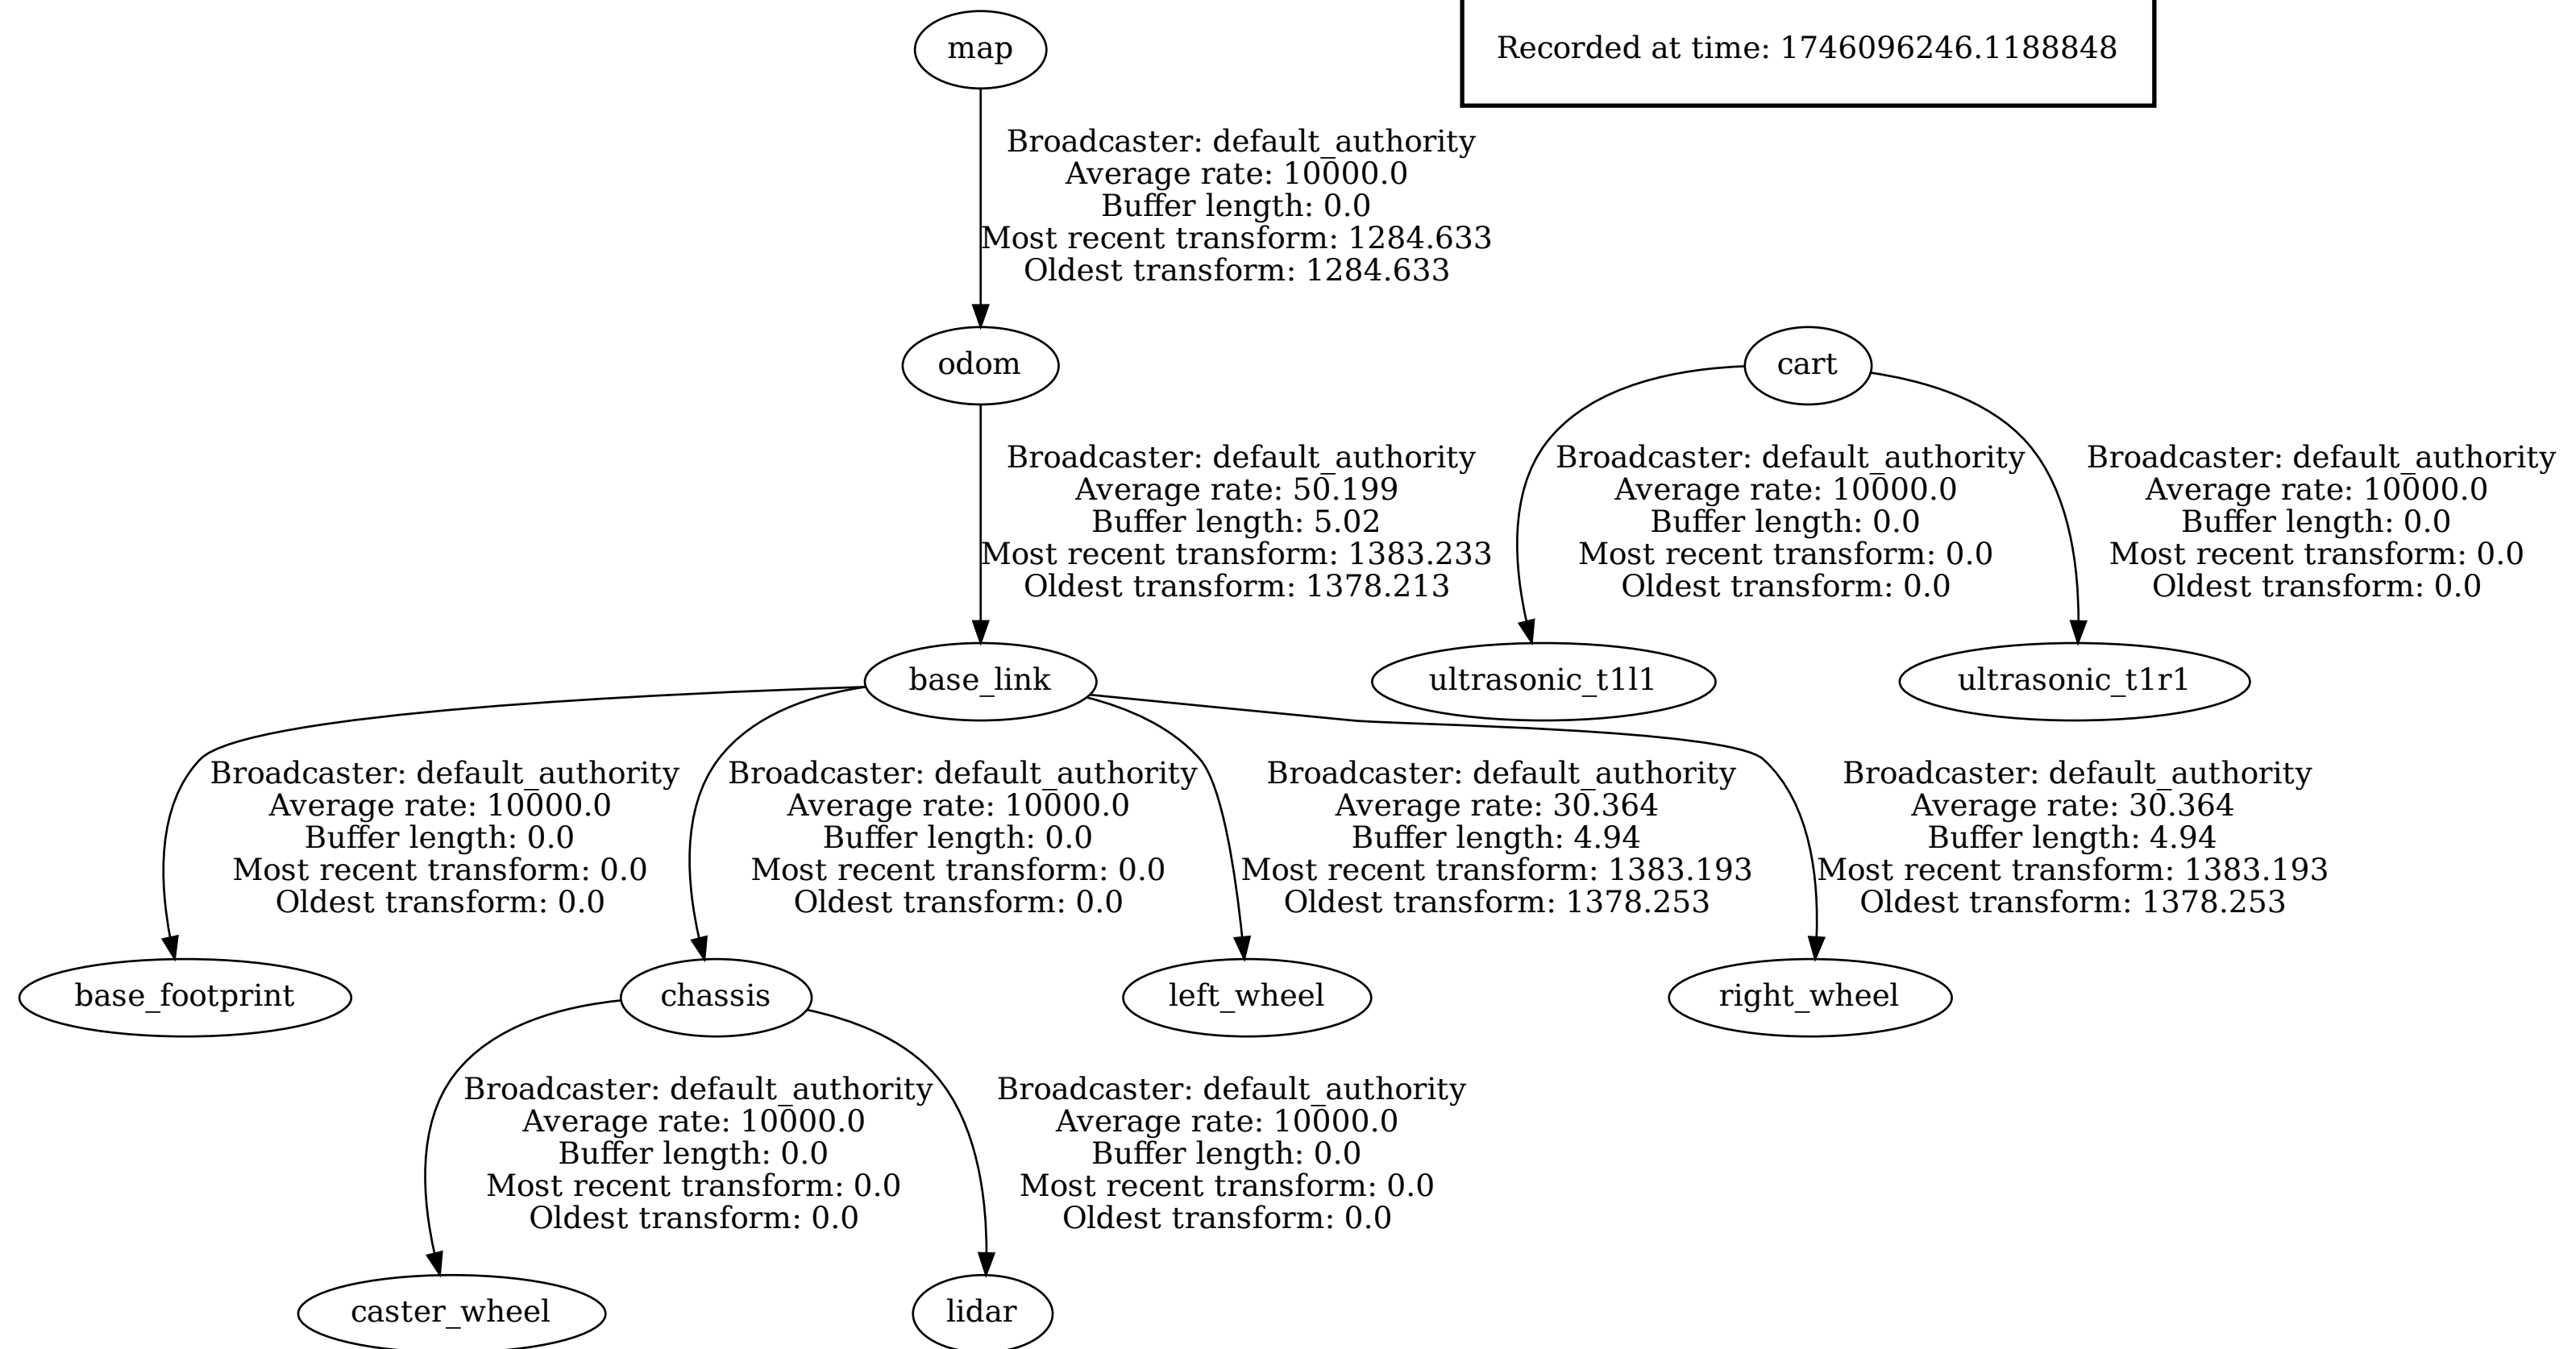 map
Recorded at time: 1746096246.1188848
Broadcaster: default_authority
Average rate: 10000.0
Buffer length: 0.0
Most recent transform: 1284.633
Oldest transform: 1284.633
odom
cart
Broadcaster: default_authority
Average rate: 50.199
Buffer length: 5.02
Most recent transform: 1383.233
Oldest transform: 1378.213
Broadcaster: default_authority
Average rate: 10000.0
Buffer length: 0.0
Most recent transform: 0.0
Oldest transform: 0.0
Broadcaster: default_authority
Average rate: 10000.0
Buffer length: 0.0
Most recent transform: 0.0
Oldest transform: 0.0
base_link
ultrasonic_t1l1
ultrasonic_t1r1
Broadcaster: default_authority
Average rate: 10000.0
Buffer length: 0.0
Most recent transform: 0.0
Oldest transform: 0.0
Broadcaster: default_authority
Average rate: 10000.0
Buffer length: 0.0
Most recent transform: 0.0
Oldest transform: 0.0
Broadcaster: default_authority
Average rate: 30.364
Buffer length: 4.94
Most recent transform: 1383.193
Oldest transform: 1378.253
Broadcaster: default_authority
Average rate: 30.364
Buffer length: 4.94
Most recent transform: 1383.193
Oldest transform: 1378.253
base_footprint
chassis
left_wheel
right_wheel
Broadcaster: default_authority
Average rate: 10000.0
Buffer length: 0.0
Most recent transform: 0.0
Oldest transform: 0.0
Broadcaster: default_authority
Average rate: 10000.0
Buffer length: 0.0
Most recent transform: 0.0
Oldest transform: 0.0
caster_wheel
lidar